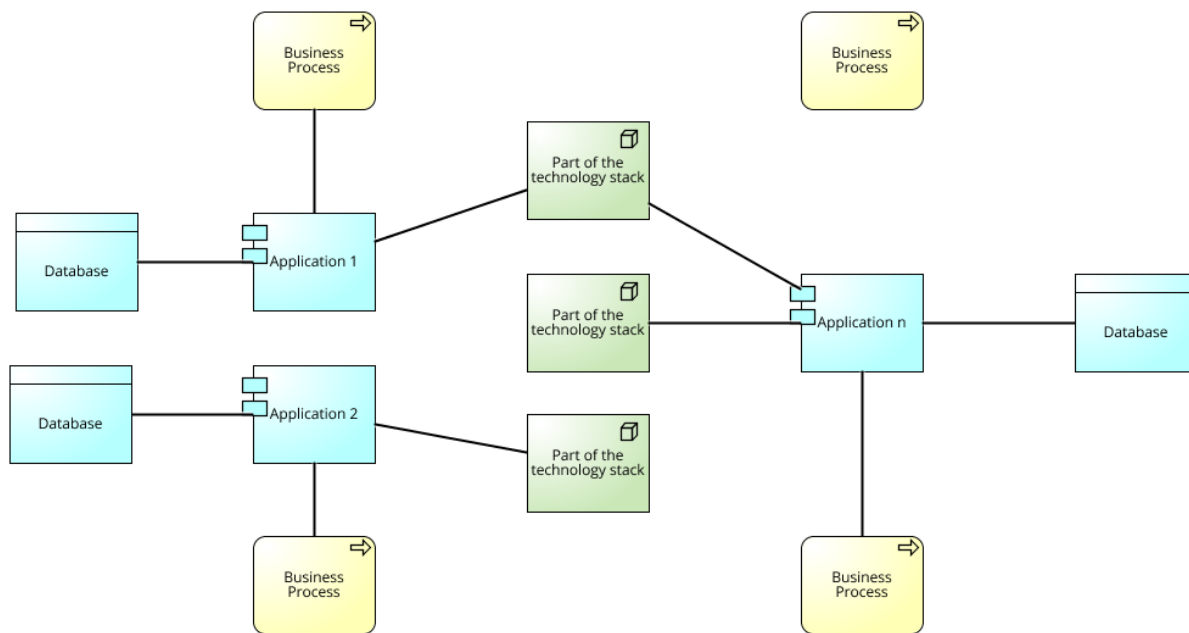 Business
Process
Business
Process
Part of the
technology stack
Database
Application 1
Part of the
technology stack
Application n
Database
Database
Application 2
Part of the
technology stack
Business
Process
Business
Process